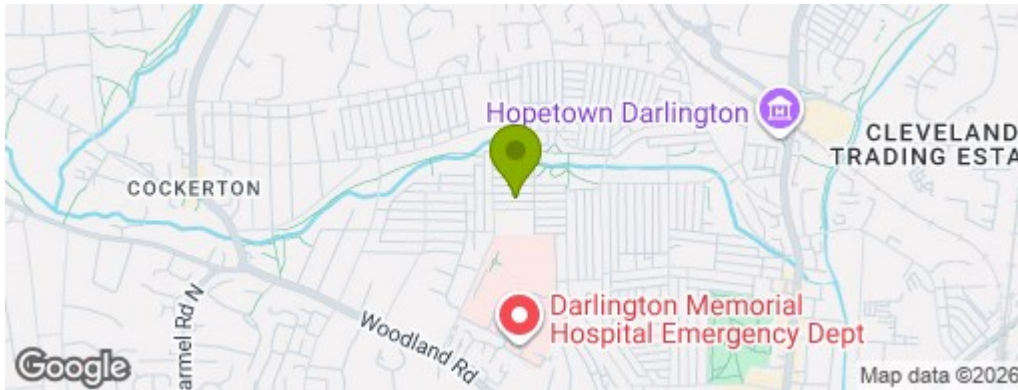 Hopetown Darlington
CLEVELAND
TRADING ESTA
COCKERTON
armel Rd N
Woodland Rd
Darlington Memorial
Hospital Emergency Dept
Google
Map data ©2026